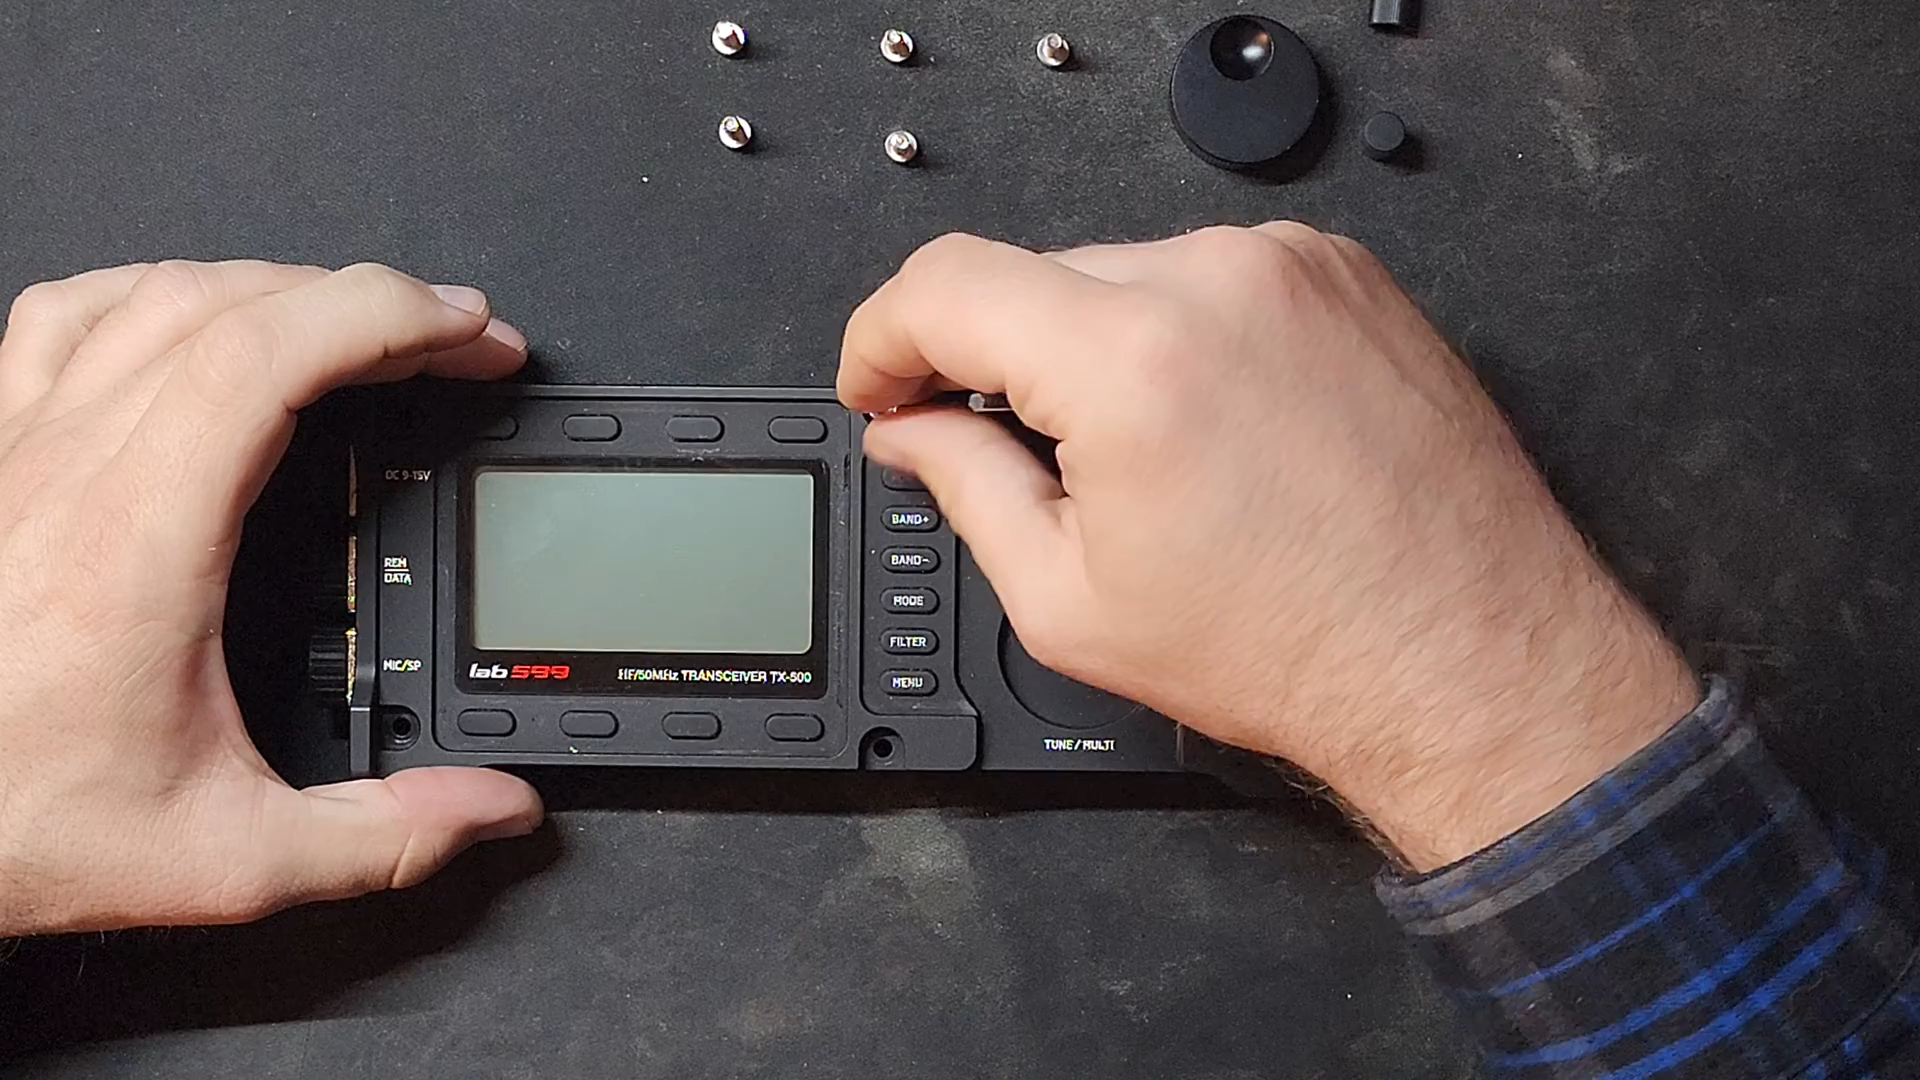 DC 9-15V
REM
DATA
MIC/SP
lab599
HF/50MHz TRANSCEIVER TX-500
BAND+
BAND-
MODE
FILTER
MENU
TUNE/MULTI